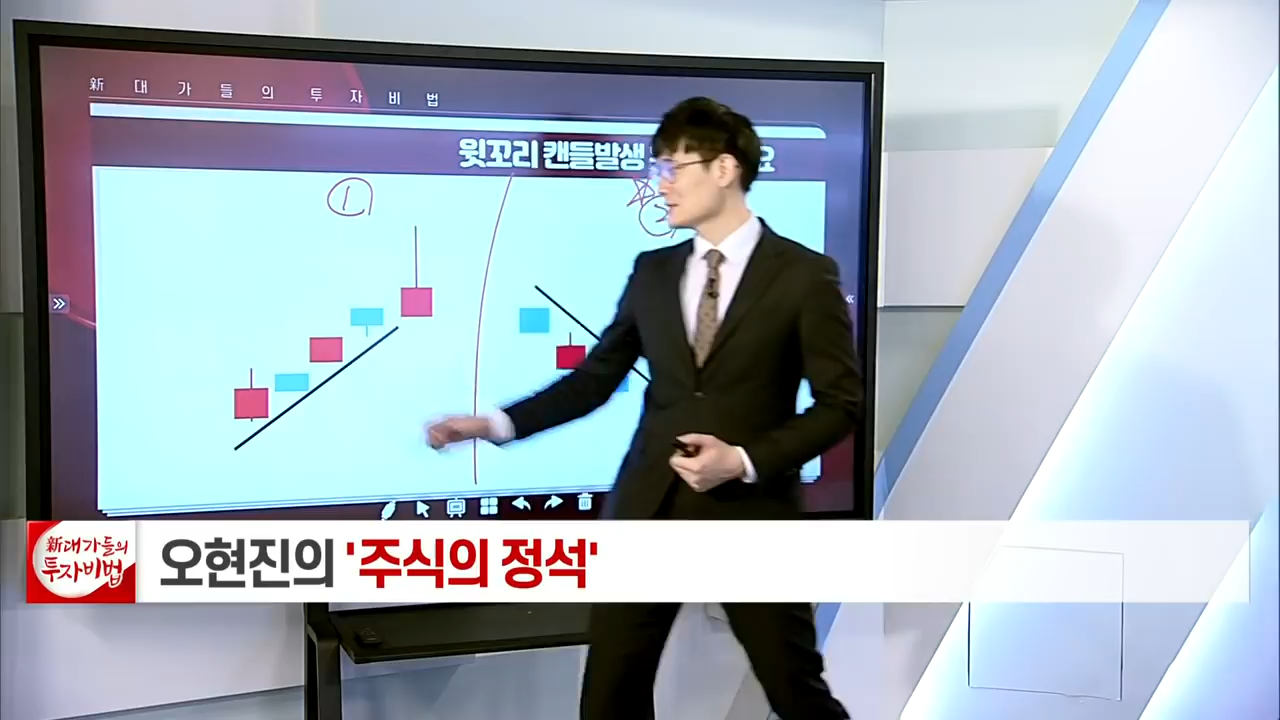 新 대가들의 투자비법
윗꼬리 캔들발생
①
②
新대가들의
투자비법
오현진의 '주식의 정석'